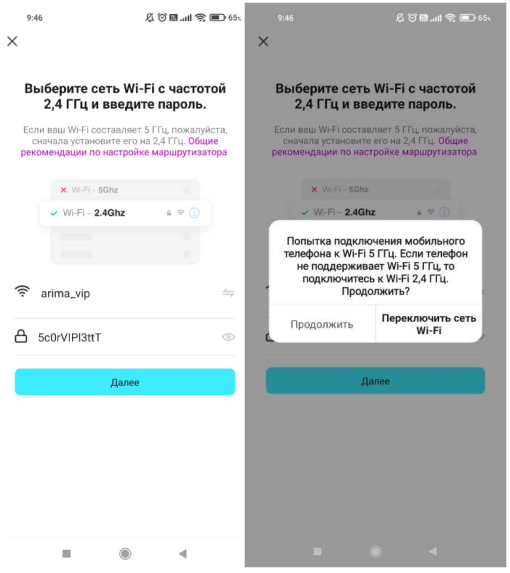 9:46
65%
Выберите сеть Wi-Fi с частотой
2,4 ГГц и введите пароль.
Если ваш Wi-Fi составляет 5 ГГц, пожалуйста,
сначала установите его на 2,4 ГГц. Общие
рекомендации по настройке маршрутизатора
Wi-Fi - 5Ghz
Wi-Fi - 2.4Ghz
arima_vip
5c0rVIPl3ttT
Далее
9:46
65%
Выберите сеть Wi-Fi с частотой
2,4 ГГц и введите пароль.
Если ваш Wi-Fi составляет 5 ГГц, пожалуйста,
сначала установите его на 2,4 ГГц. Общие
рекомендации по настройке маршрутизатора
Wi-Fi - 5Ghz
Wi-Fi - 2.4Ghz
Попытка подключения мобильного
телефона к Wi-Fi 5 ГГц. Если телефон
не поддерживает Wi-Fi 5 ГГц, то
подключитесь к Wi-Fi 2,4 ГГц.
Продолжить?
Продолжить
Переключить сеть
Wi-Fi
Далее